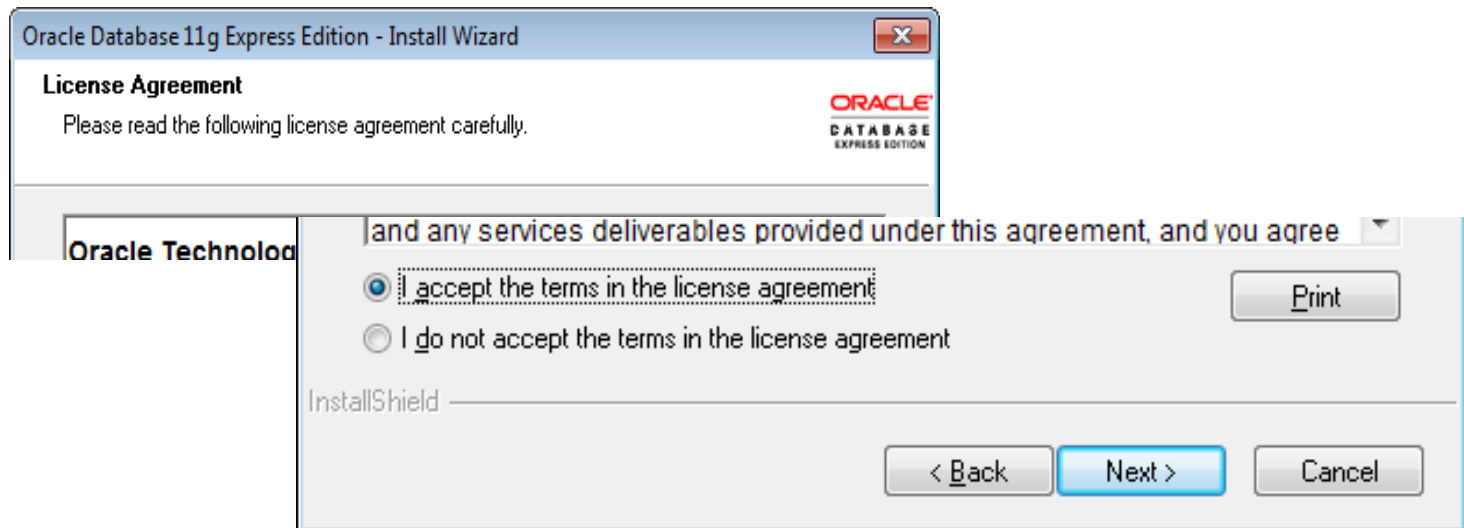 Oracle Database 11g Express Edition - Install Wizard
License Agreement
Please read the following license agreement carefully.
ORACLE
DATABASE
EXPRESS EDITION
Oracle Technolog
and any services deliverables provided under this agreement, and you agree
I accept the terms in the license agreement
Print
I do not accept the terms in the license agreement
InstallShield
< Back Next > Cancel